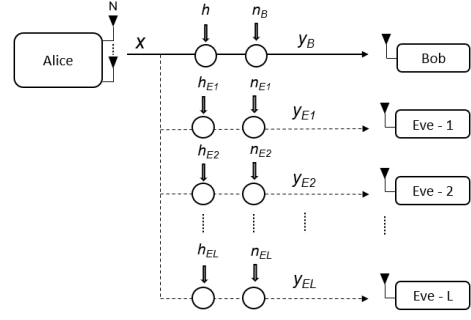 N
h
n_B
Alice
x
y_B
Bob
h_E1
n_E1
y_E1
Eve - 1
h_E2
n_E2
y_E2
Eve - 2
h_EL
n_EL
y_EL
Eve - L